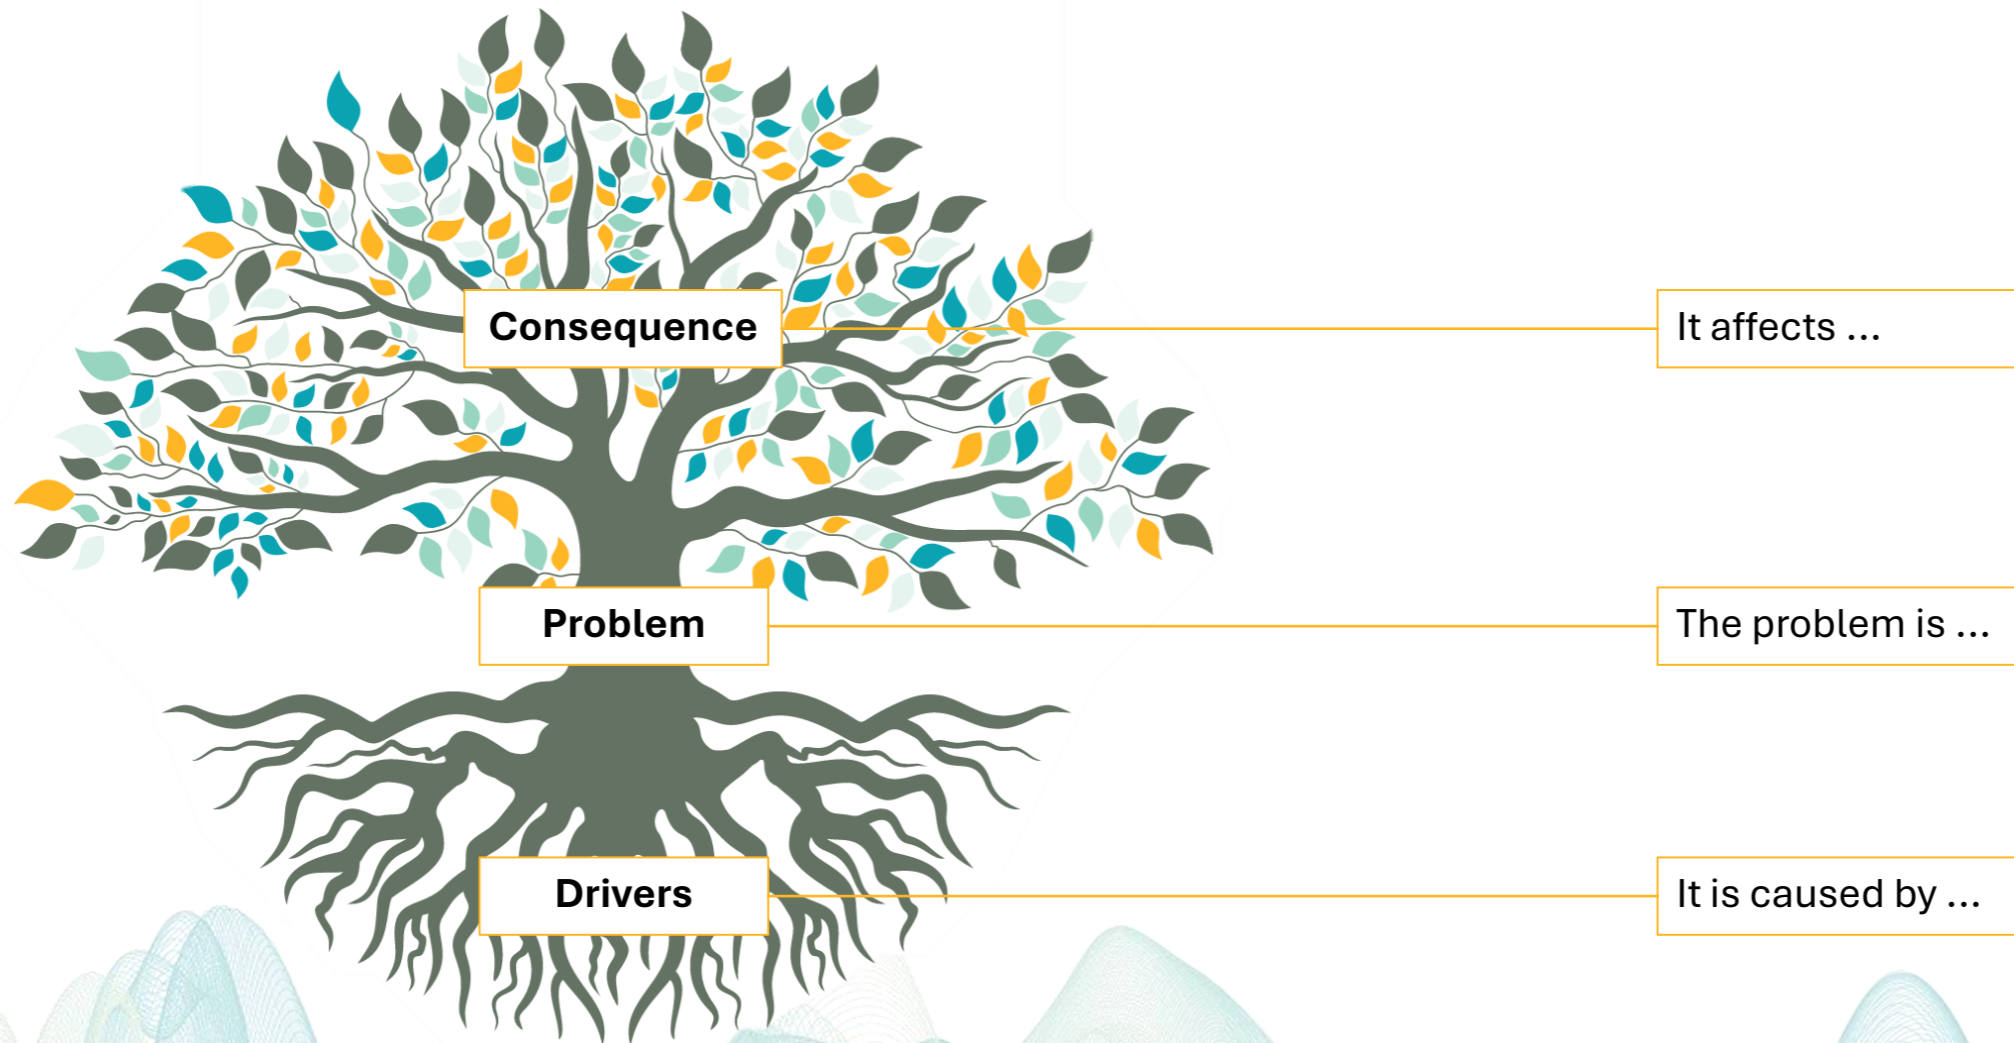 Consequence
It affects ...
Problem
The problem is ...
Drivers
It is caused by ...